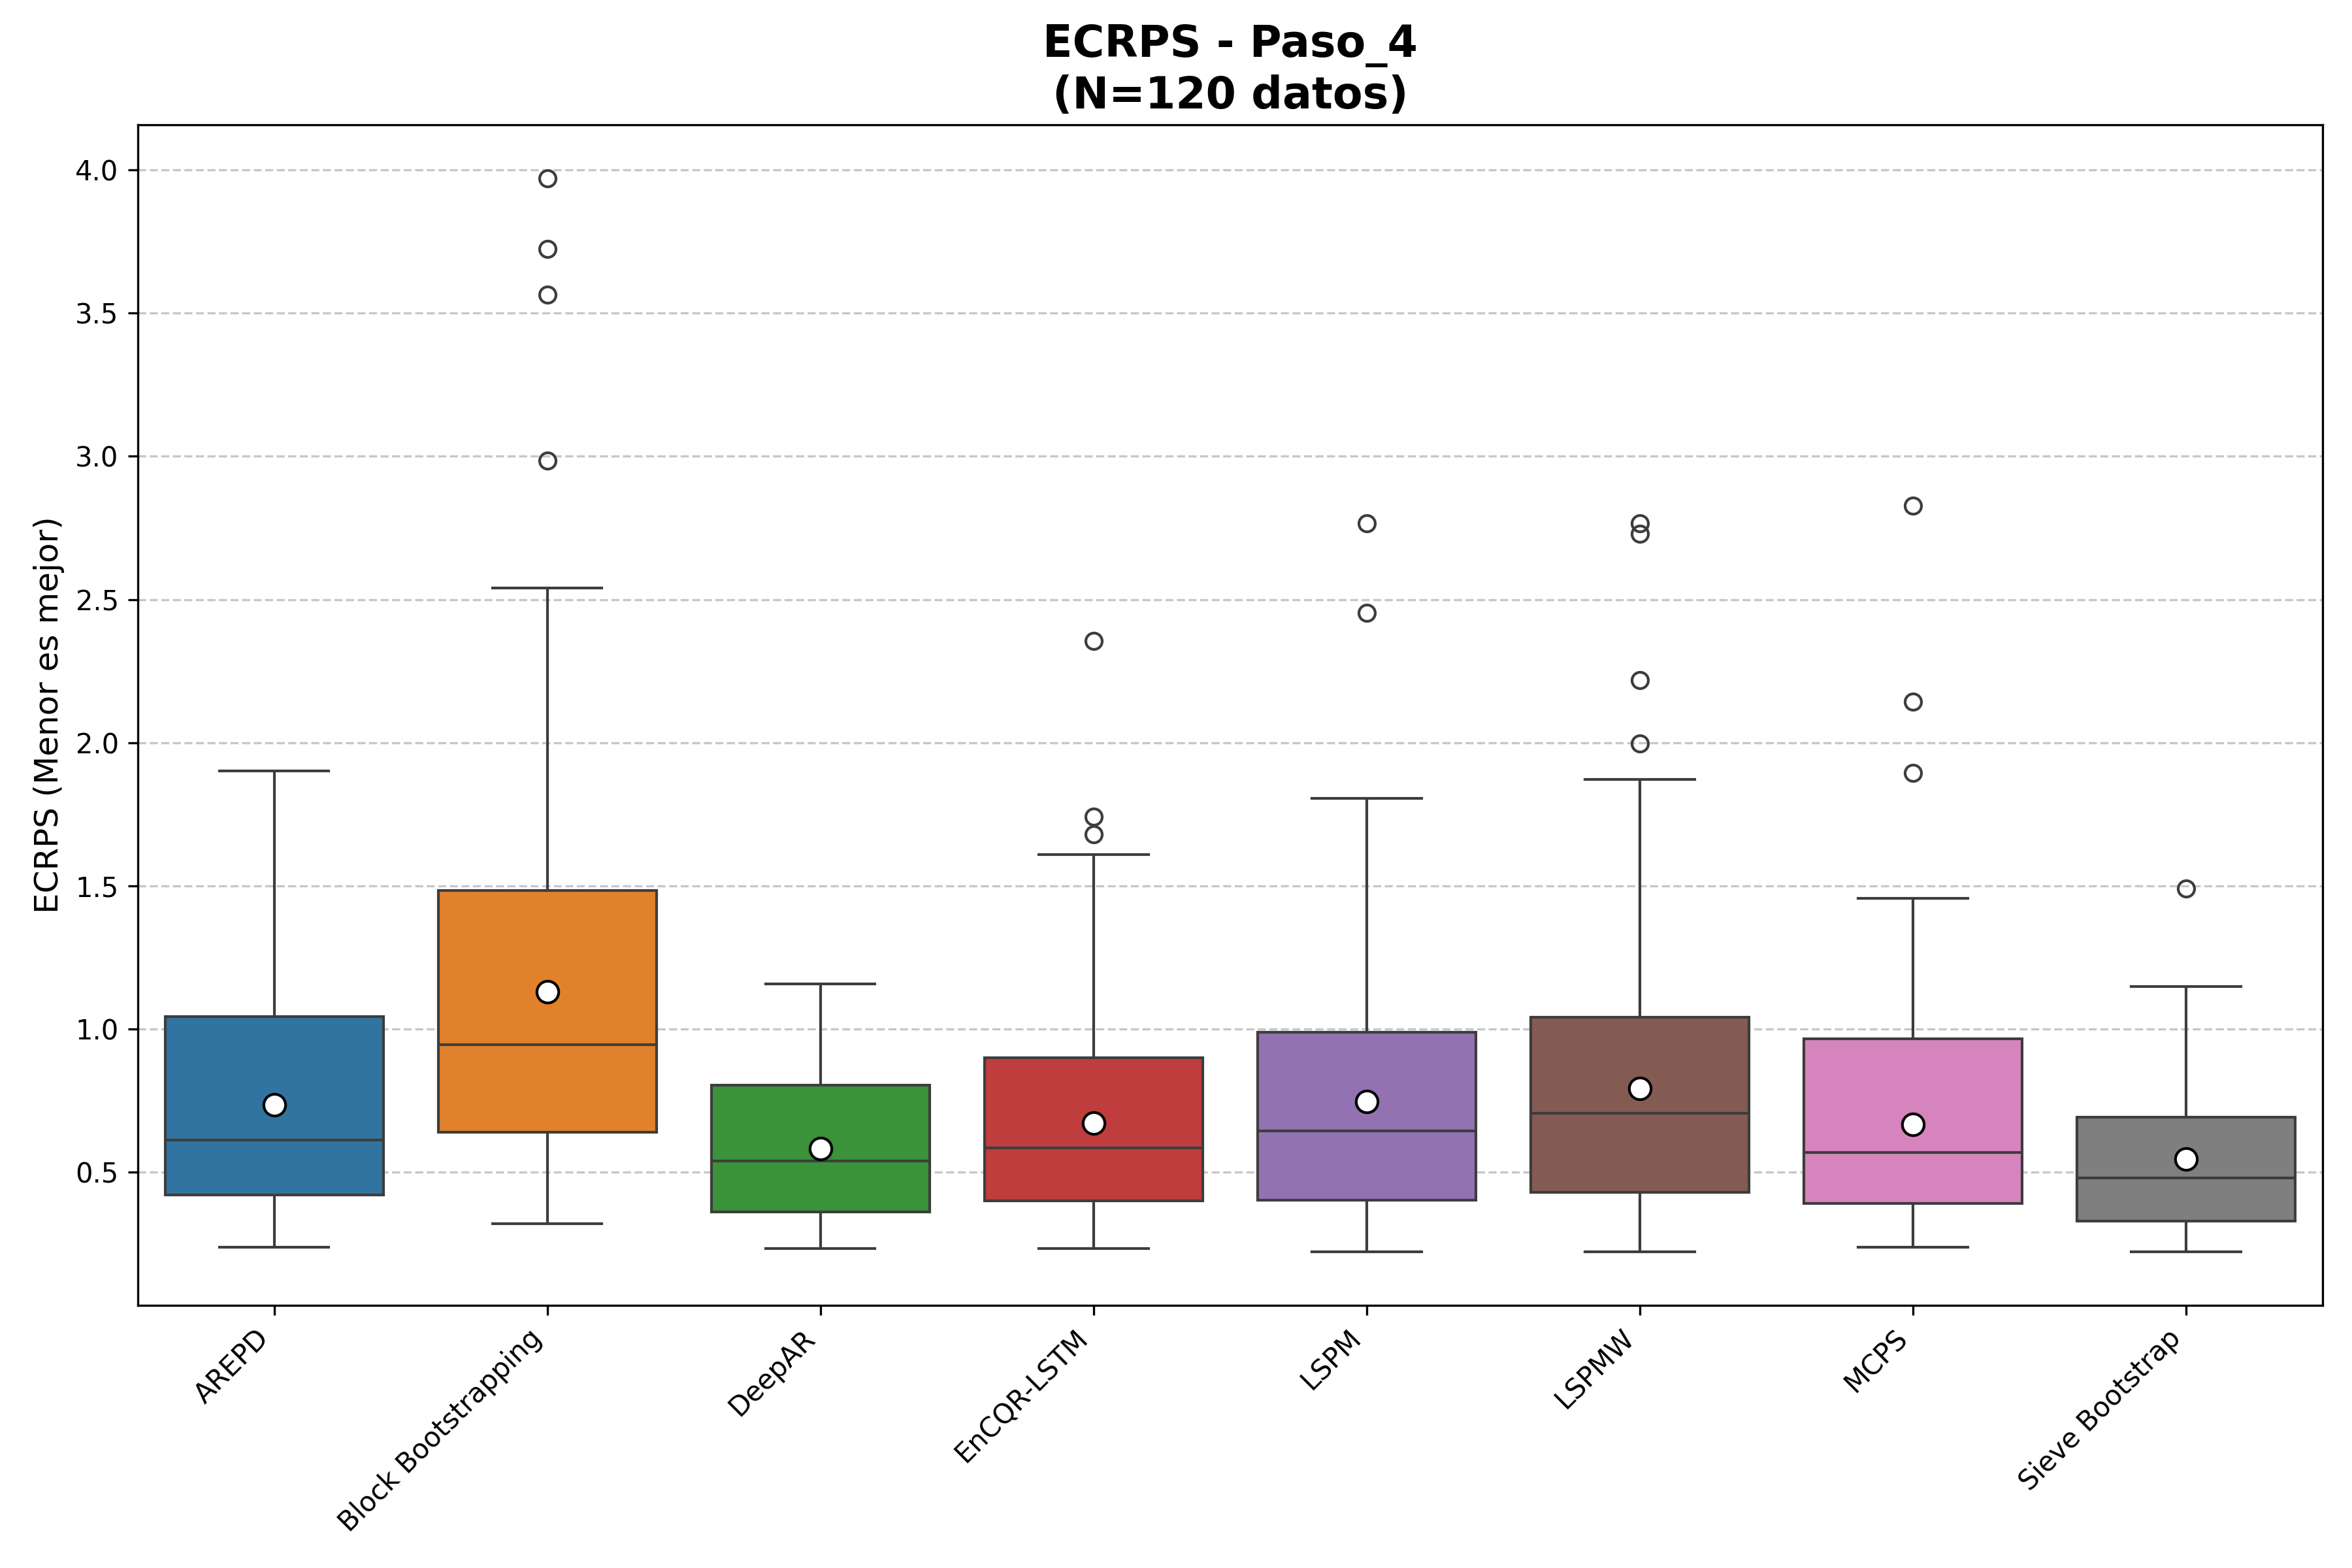 ECRPS - Paso_4
(N=120 datos)
ECRPS (Menor es mejor)
4.0
3.5
3.0
2.5
2.0
1.5
1.0
0.5
AREPD
Block Bootstrapping
DeepAR
EnCQR-LSTM
LSPM
LSPMW
MCPS
Sieve Bootstrap